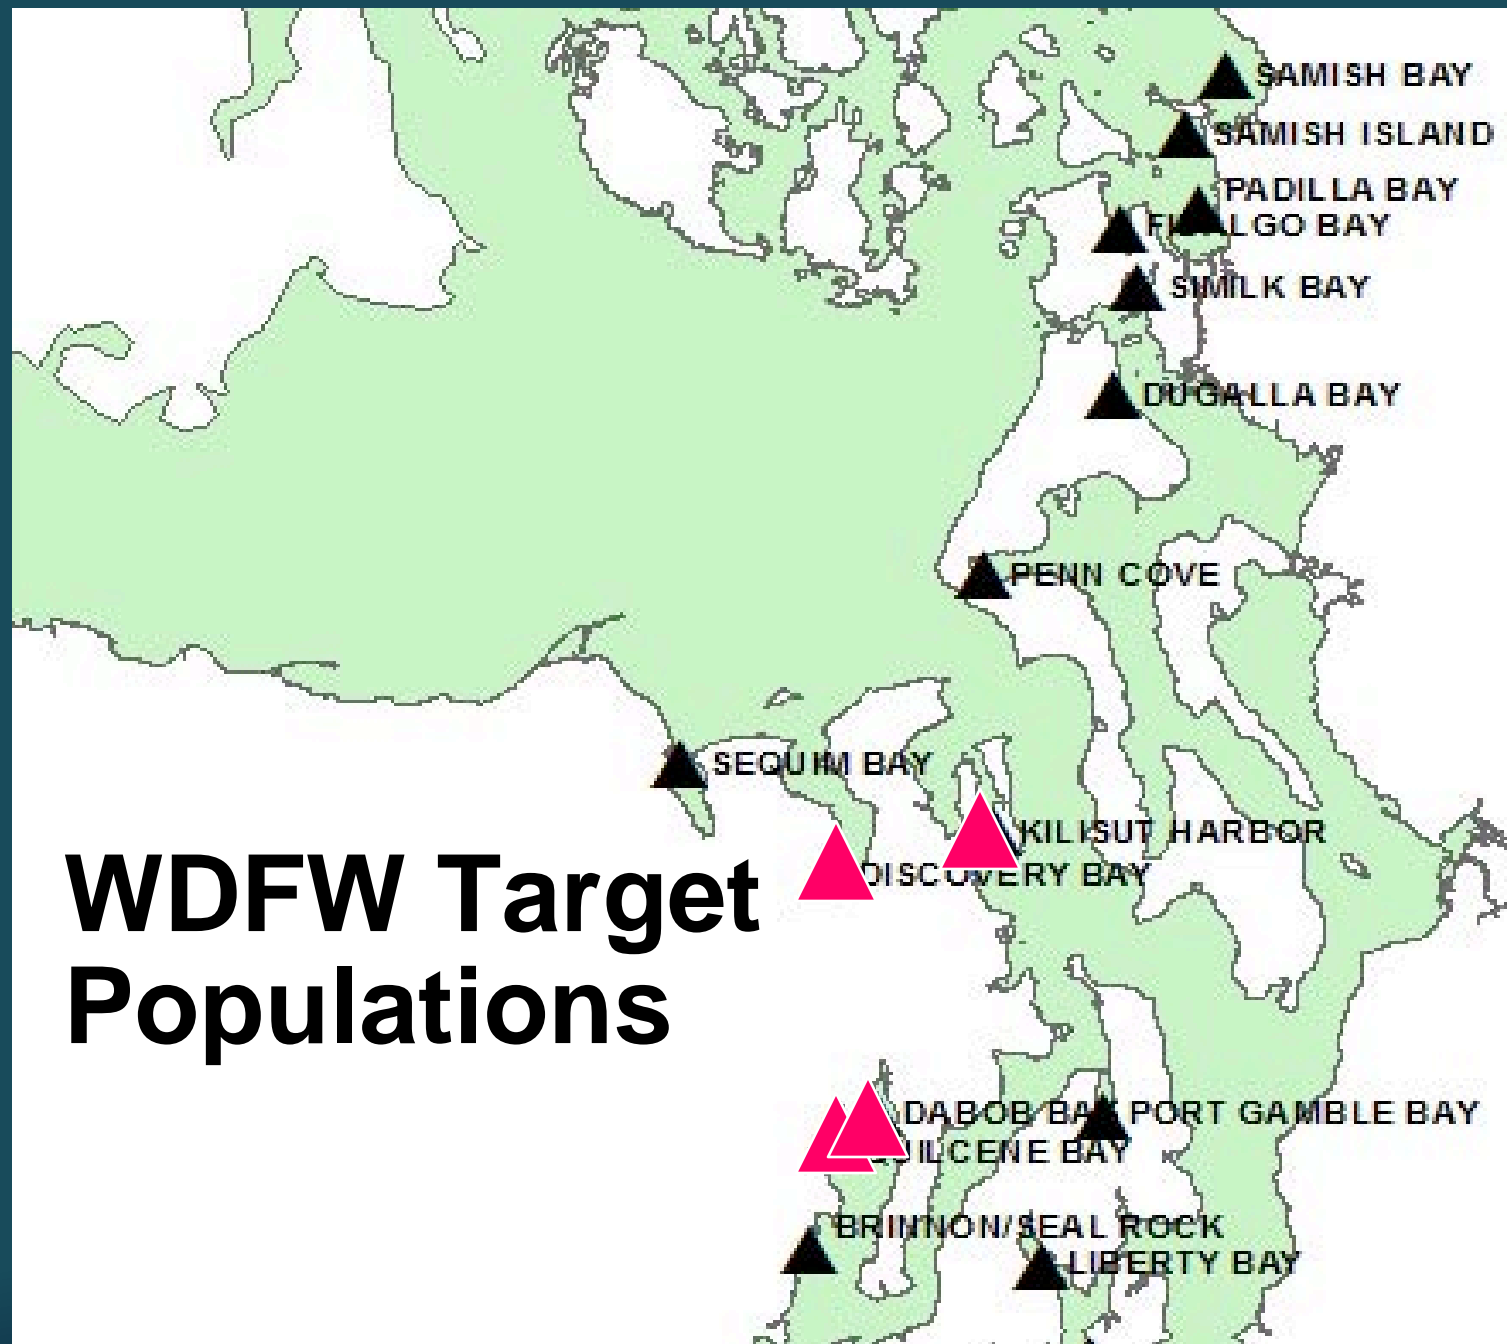 SAMISH BAY
SAMISH ISLAND
PADILLA BAY
FIDALGO BAY
SIMILK BAY
DUGALLA BAY
PENN COVE
SEQUIM BAY
KILISUT HARBOR
DISCOVERY BAY
WDFW Target
Populations
DABOB BAY PORT GAMBLE BAY
QUILCENE BAY
BRINNON/SEAL ROCK
LIBERTY BAY